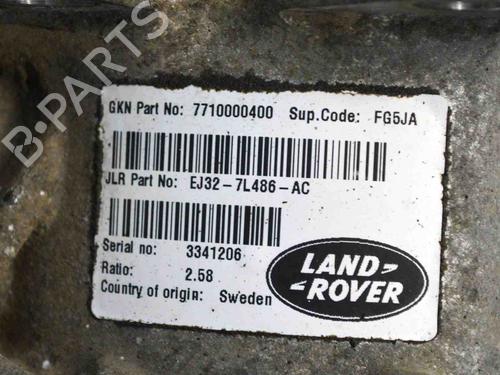 GKN Part No: 7710000400 Sup.Code: FG5JA
JLR Part No: EJ32-7L486-AC
Serial no: 3341206
Ratio: 2.58
Country of origin: Sweden
LAND ROVER
B-PARTS